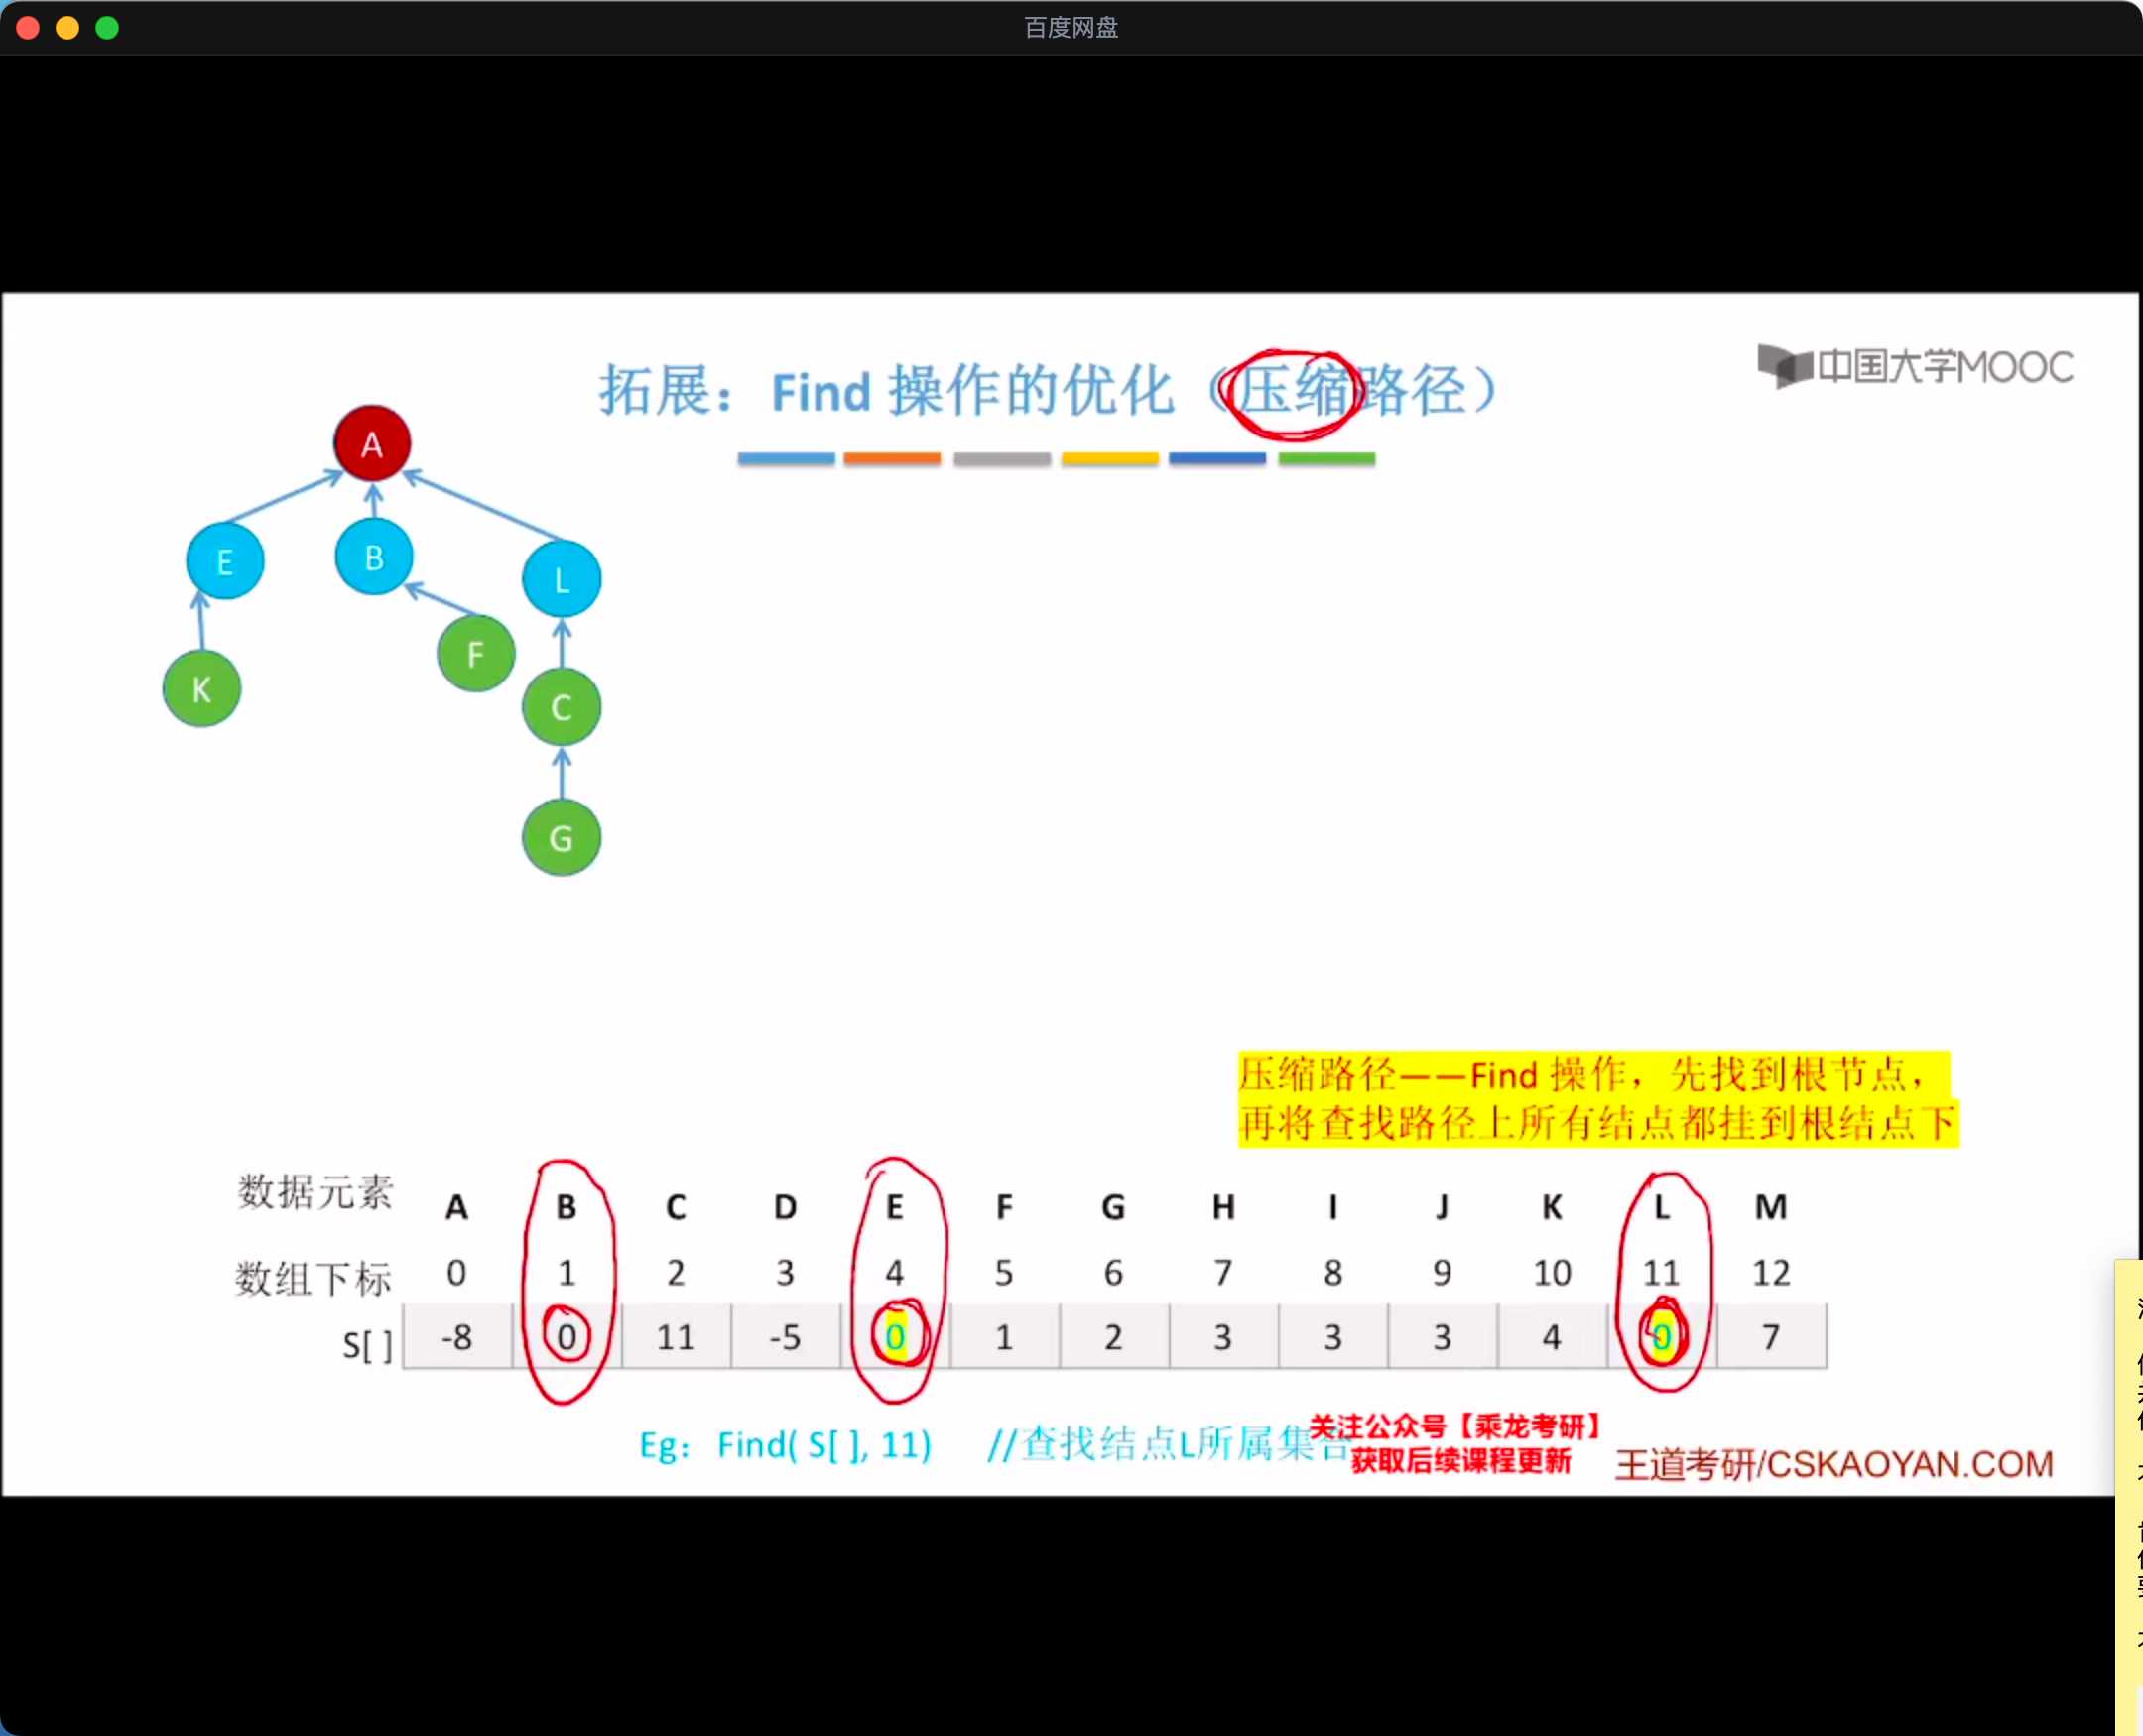 百度网盘
拓展：Find 操作的优化（压缩路径）
中国大学MOOC
A
E
B
L
F
K
C
G
压缩路径——Find 操作，先找到根节点，
再将查找路径上所有结点都挂到根结点下
数据元素 A B C D E F G H I J K L M
数组下标 0 1 2 3 4 5 6 7 8 9 10 11 12
S[ ] -8 0 11 -5 0 1 2 3 3 3 4 0 7
Eg：Find( S[ ], 11) //查找结点L所属集合
关注公众号【乘龙考研】
获取后续课程更新
王道考研/CSKAOYAN.COM